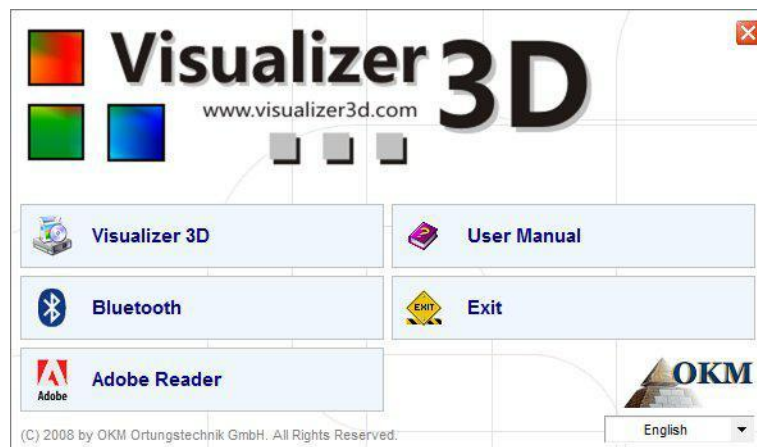 Visualizer 3D
www.visualizer3d.com
Visualizer 3D
User Manual
Bluetooth
EXIT
Exit
Adobe
Adobe Reader
OKM
(C) 2008 by OKM Ortungstechnik GmbH. All Rights Reserved.
English